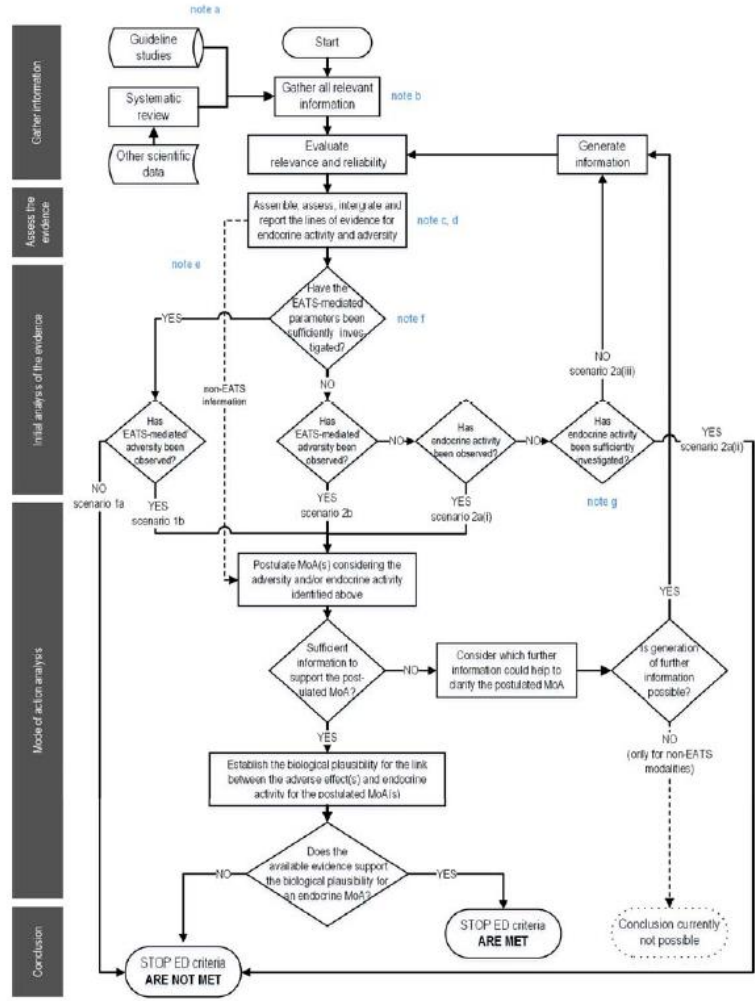 note a
Guideline
studies
Start
Gather all relevant
information
note b
Systematic
review
Other scientific
data
Evaluate
relevance and reliability
Generate
information
Gather information
Assemble, assess, intergrate and
report the lines of evidence for
endocrine activity and adversity
note c, d
Assess the
evidence
note e
Have the
EATS-mediated
parameters been
sufficiently inves
tigated?
note f
YES
NO
non-EATS
information
NO
scenario 2a(iii)
Has
EATS-mediated
adversity been
observed?
Has
EATS-mediated
adversity been
observed?
NO
Has
endocrine activity
been observed?
NO
Has
endocrine activity
been sufficiently
investigated?
YES
scenario 2a(ii)
note g
Initial analysis of the evidence
NO
scenario 1a
YES
scenario 1b
YES
scenario 2b
YES
scenario 2a(i)
Postulate MoA(s) considering the
adversity and/or endocrine activity
identified above
YES
Sufficient
information to
support the post-
ulated MoA?
NO
Consider which further
information could help to
clarify the postulated MoA
Is generation
of further
information
possible?
YES
NO
(only for non-EATS
modalities)
Establish the biological plausibility for the link
between the adverse effect(s) and endocrine
activity for the postulated MoA(s)
Mode of action analysis
Does the
available evidence support
the biological plausibility for
an endocrine MoA?
NO
YES
STOP ED criteria
ARE NOT MET
STOP ED criteria
ARE MET
Conclusion currently
not possible
Conclusion